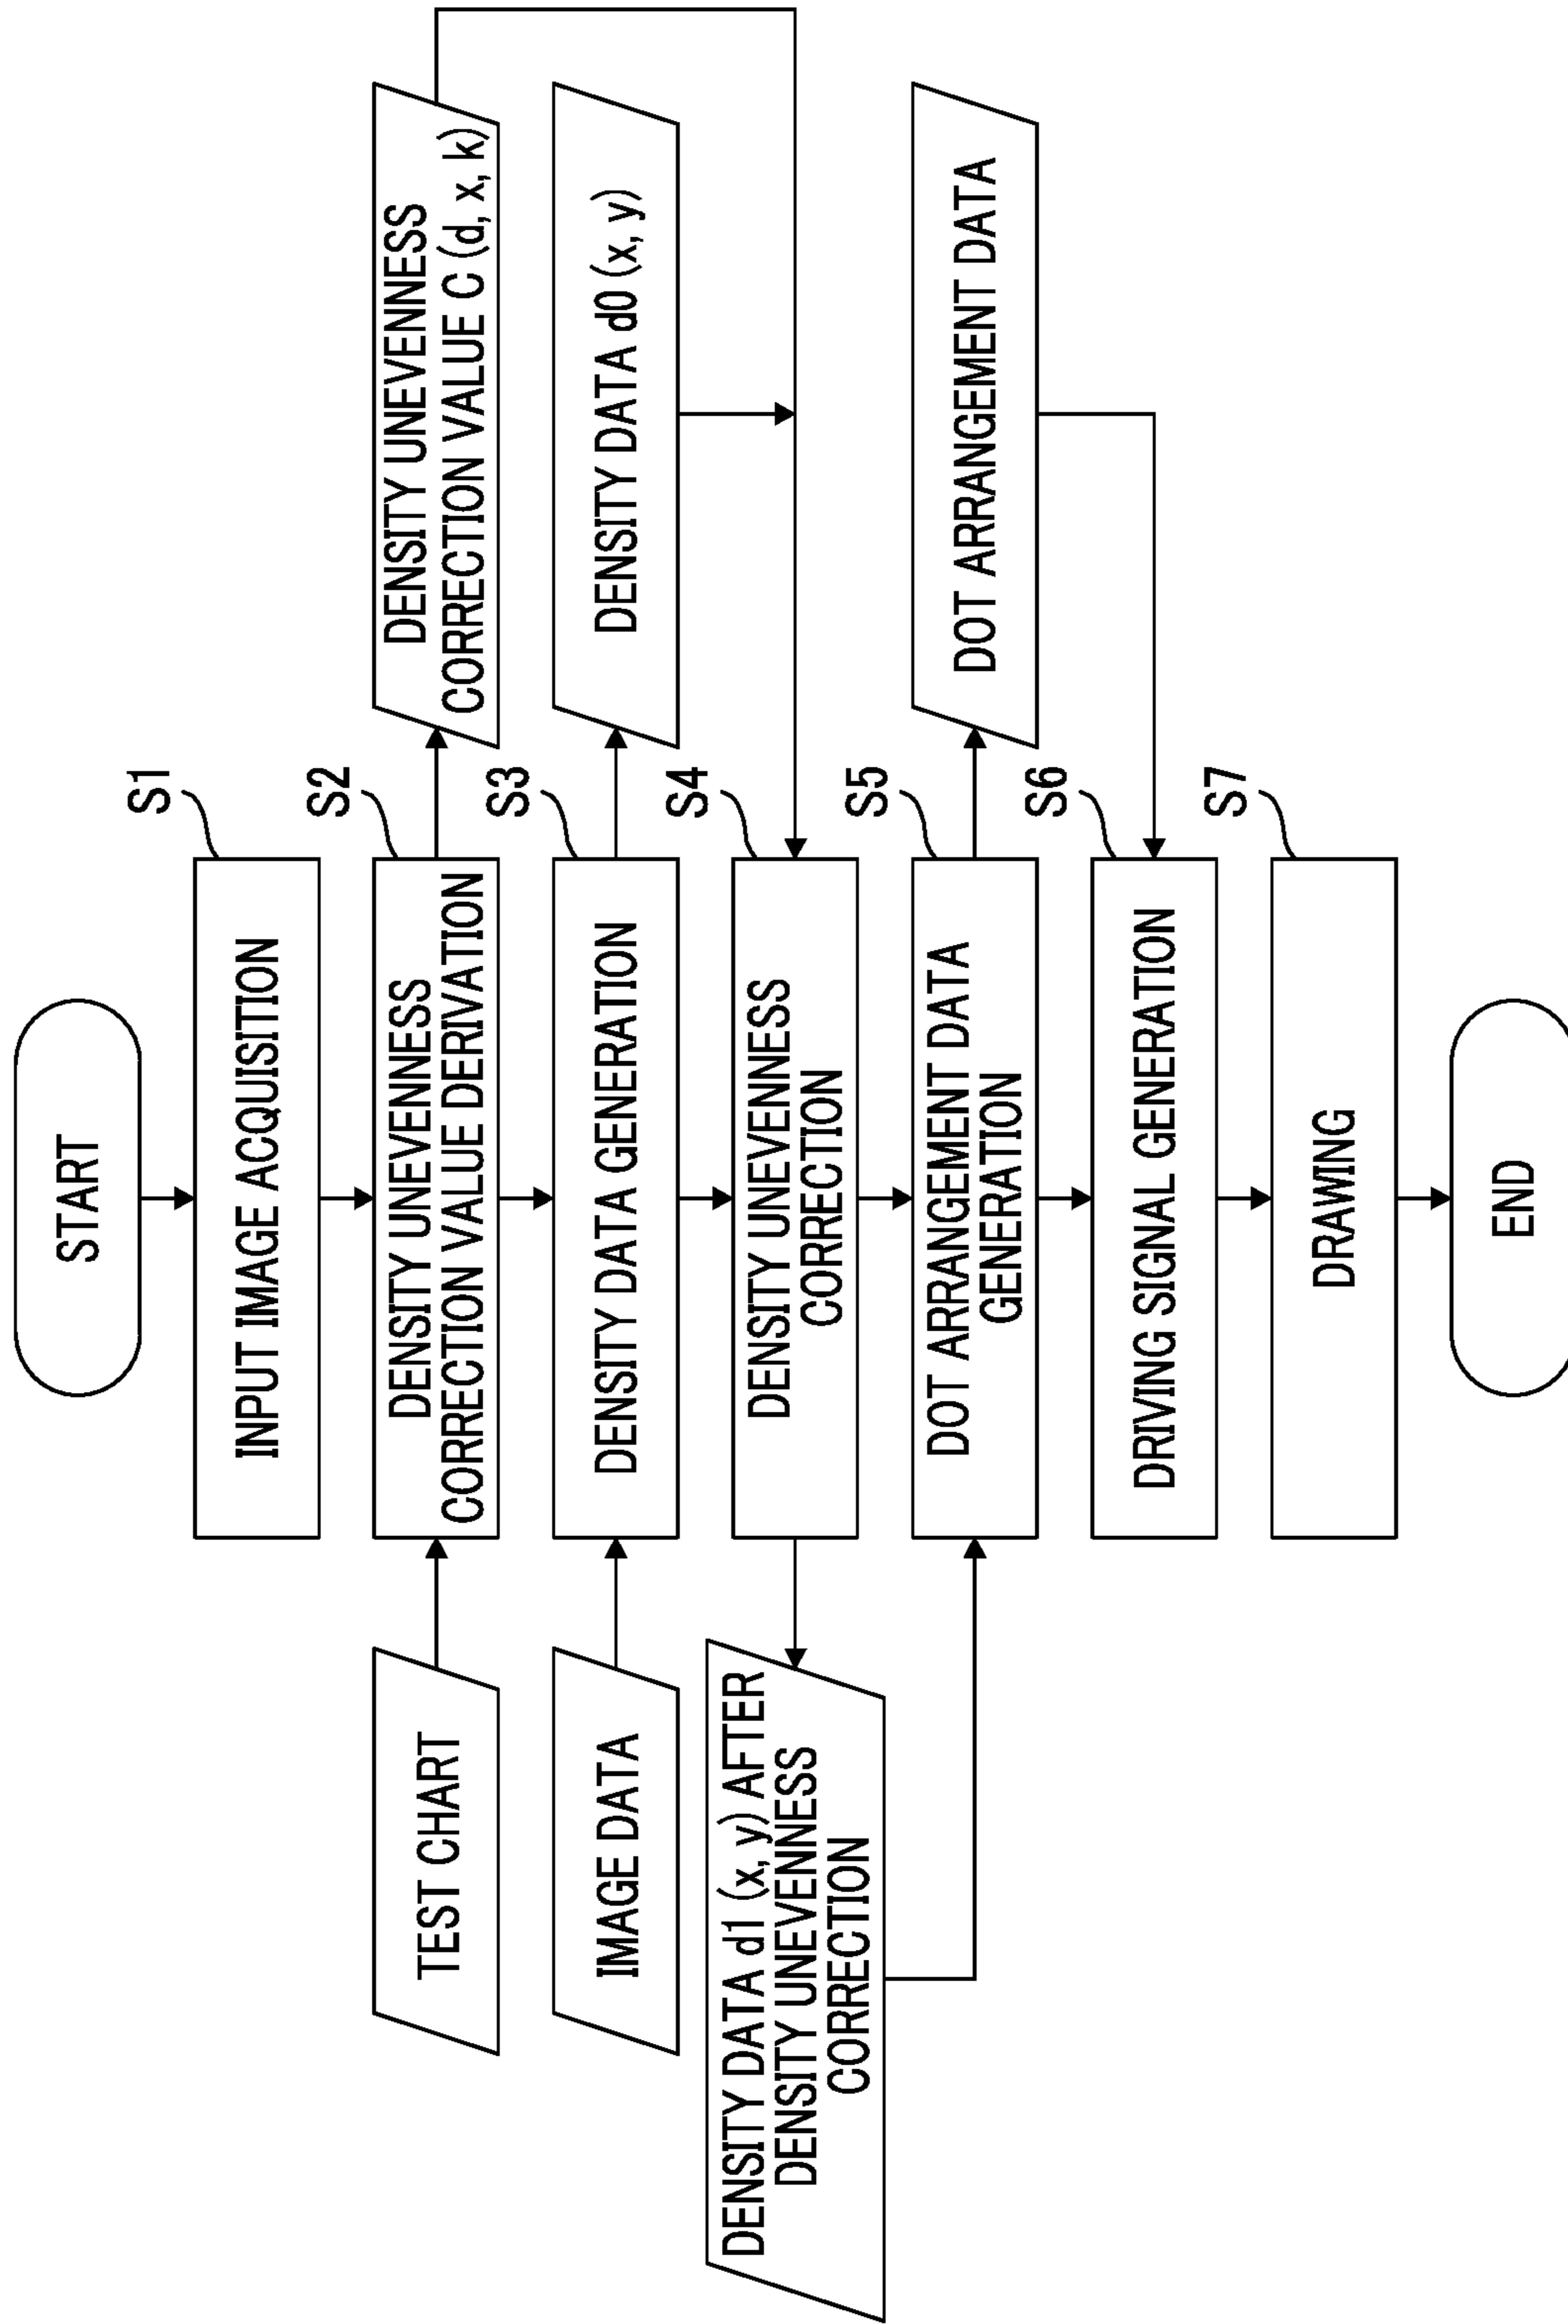 START
S1
INPUT IMAGE ACQUISITION
S2
TEST CHART
DENSITY UNEVENNESS
CORRECTION VALUE DERIVATION
DENSITY UNEVENNESS
CORRECTION VALUE C (d, x, k)
S3
IMAGE DATA
DENSITY DATA GENERATION
DENSITY DATA d0 (x, y)
S4
DENSITY DATA d1 (x, y) AFTER
DENSITY UNEVENNESS
CORRECTION
DENSITY UNEVENNESS
CORRECTION
S5
DOT ARRANGEMENT DATA
GENERATION
DOT ARRANGEMENT DATA
S6
DRIVING SIGNAL GENERATION
S7
DRAWING
END